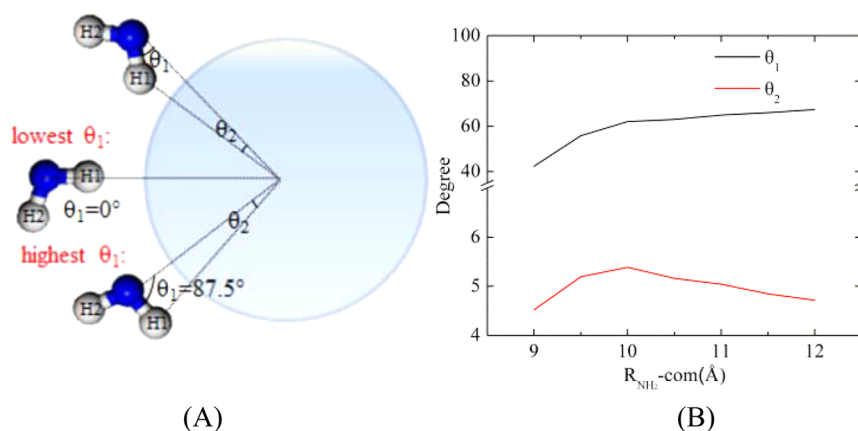 H2
θ1
H1
θ2
lowest θ1:
H1
H2
θ1=0°
θ2
highest θ1:
θ1=87.5°
H2
H1
(A)
100
80
60
40
6
5
4
Degree
θ1
θ2
9
10
11
12
RNH2-com(Å)
(B)